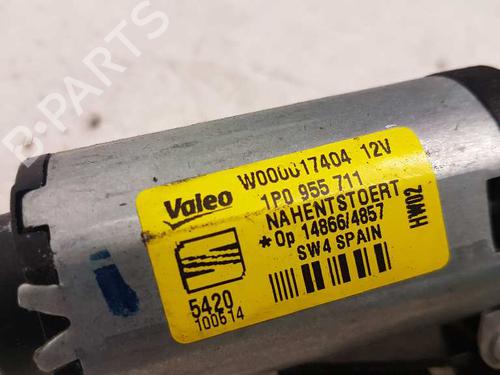 B-PARTS
Valeo W000017404 12V
1P0 955 711
NAHENTSTOERT
*Op 14866/4857
SW4 SPAIN
HW02
5420
100614